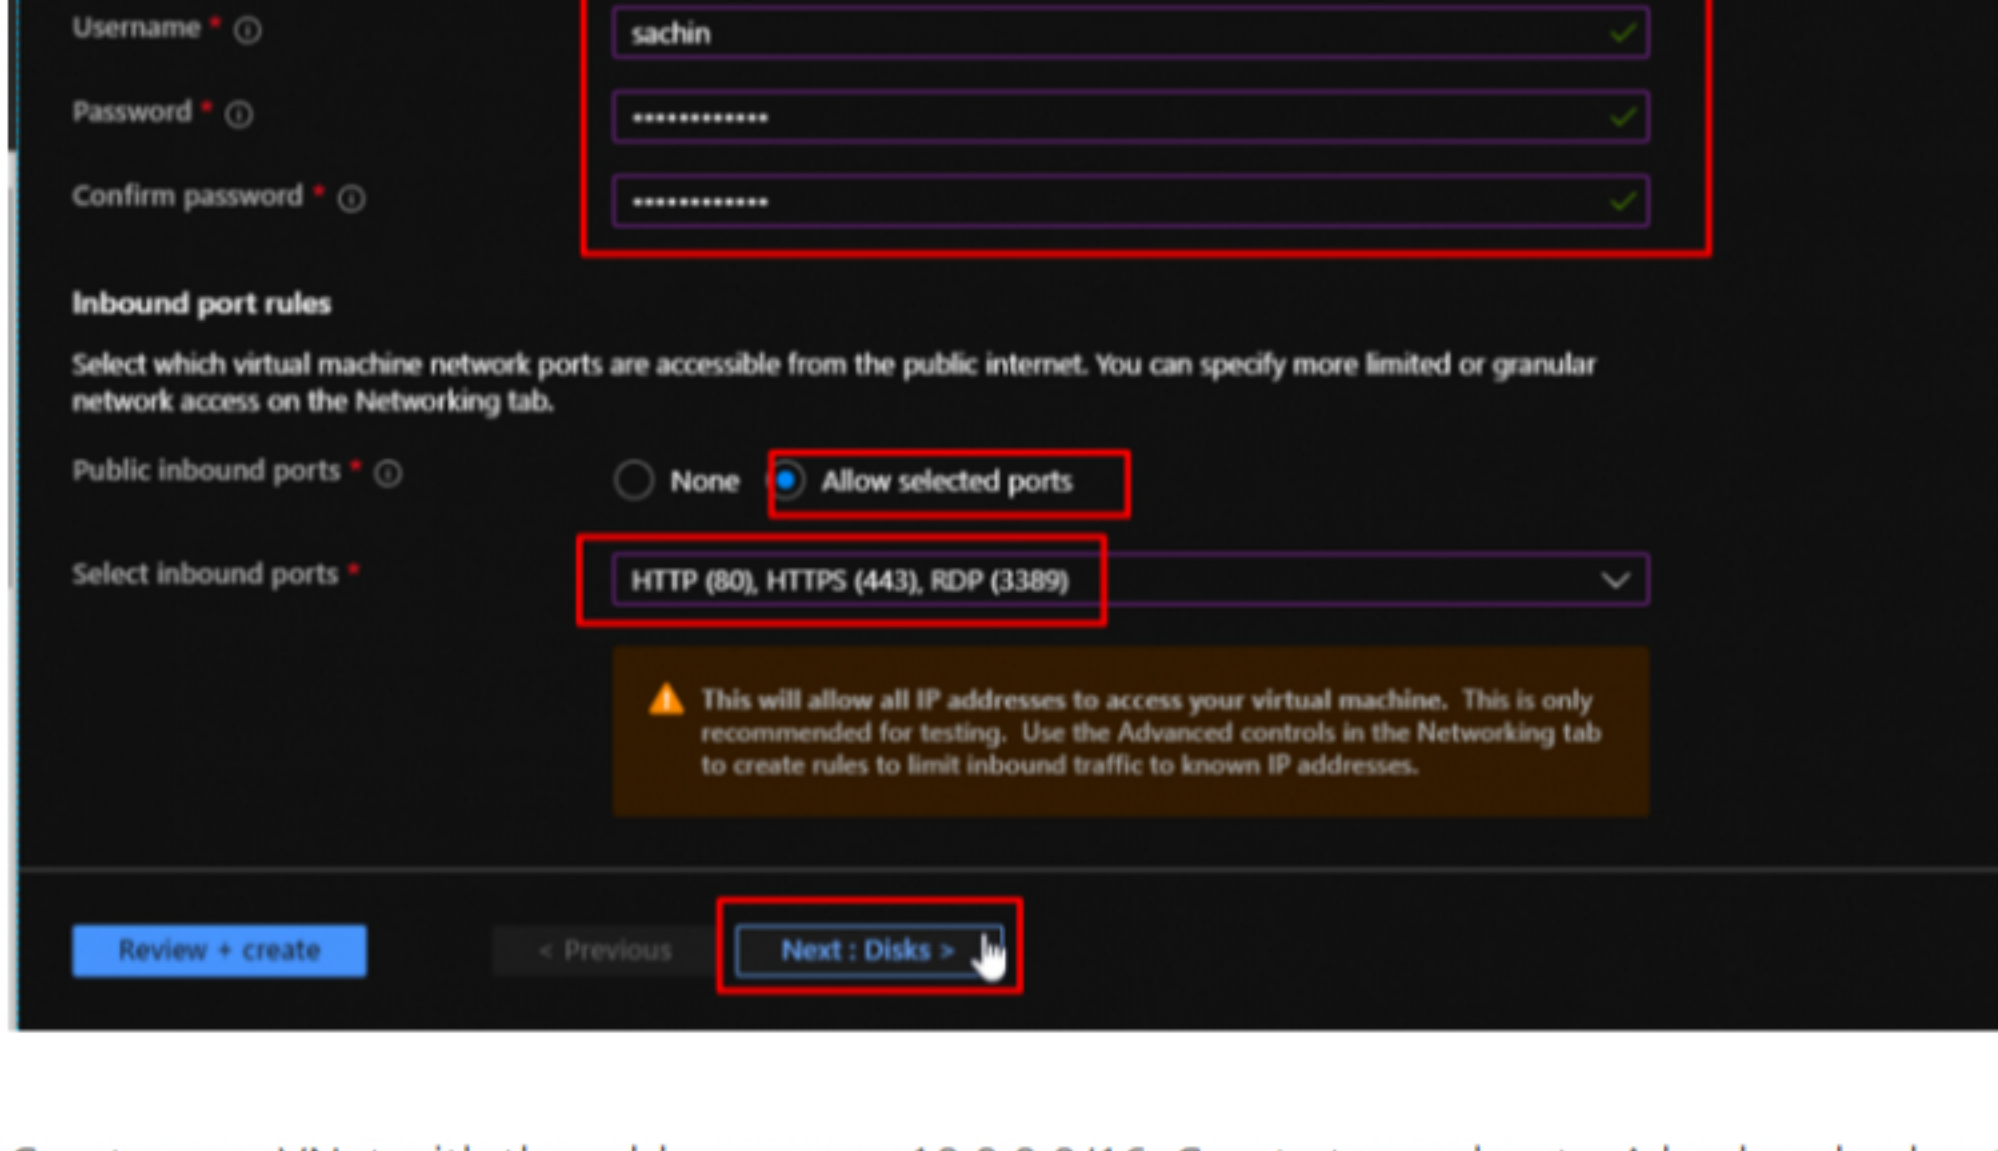 Username *
sachin
Password *
••••••••••••
Confirm password *
••••••••••••
Inbound port rules
Select which virtual machine network ports are accessible from the public internet. You can specify more limited or granular
network access on the Networking tab.
Public inbound ports *
None
Allow selected ports
Select inbound ports *
HTTP (80), HTTPS (443), RDP (3389)
This will allow all IP addresses to access your virtual machine. This is only
recommended for testing. Use the Advanced controls in the Networking tab
to create rules to limit inbound traffic to known IP addresses.
Review + create
< Previous
Next : Disks >